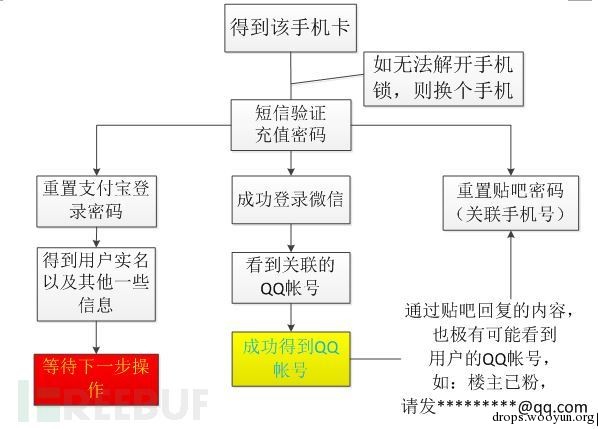 得到该手机卡
如无法解开手机
锁，则换个手机
短信验证
充值密码
重置支付宝登
录密码
成功登录微信
重置贴吧密码
（关联手机号）
得到用户实名
以及其他一些
信息
看到关联的
QQ帐号
等待下一步操
作
成功得到QQ
帐号
通过贴吧回复的内容，
也极有可能看到
用户的QQ帐号，
如：楼主已粉，
请发*********@qq.com
FREEBUF
drops.wooyun.org